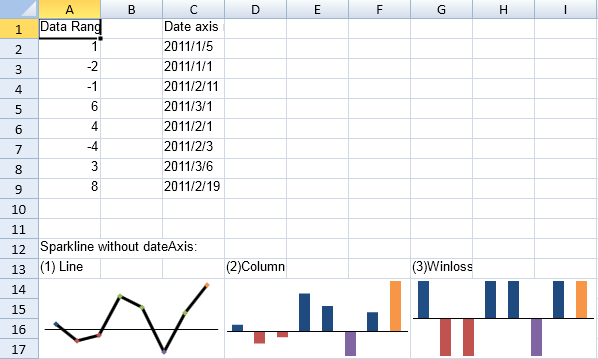 A B C D E F G H I
1 Data Rang Date axis
2 1 2011/1/5
3 -2 2011/1/1
4 -1 2011/2/11
5 6 2011/3/1
6 4 2011/2/1
7 -4 2011/2/3
8 3 2011/3/6
9 8 2011/2/19
10
11
12 Sparkline without dateAxis:
13 (1) Line (2)Column (3)Winloss
14
15
16
17